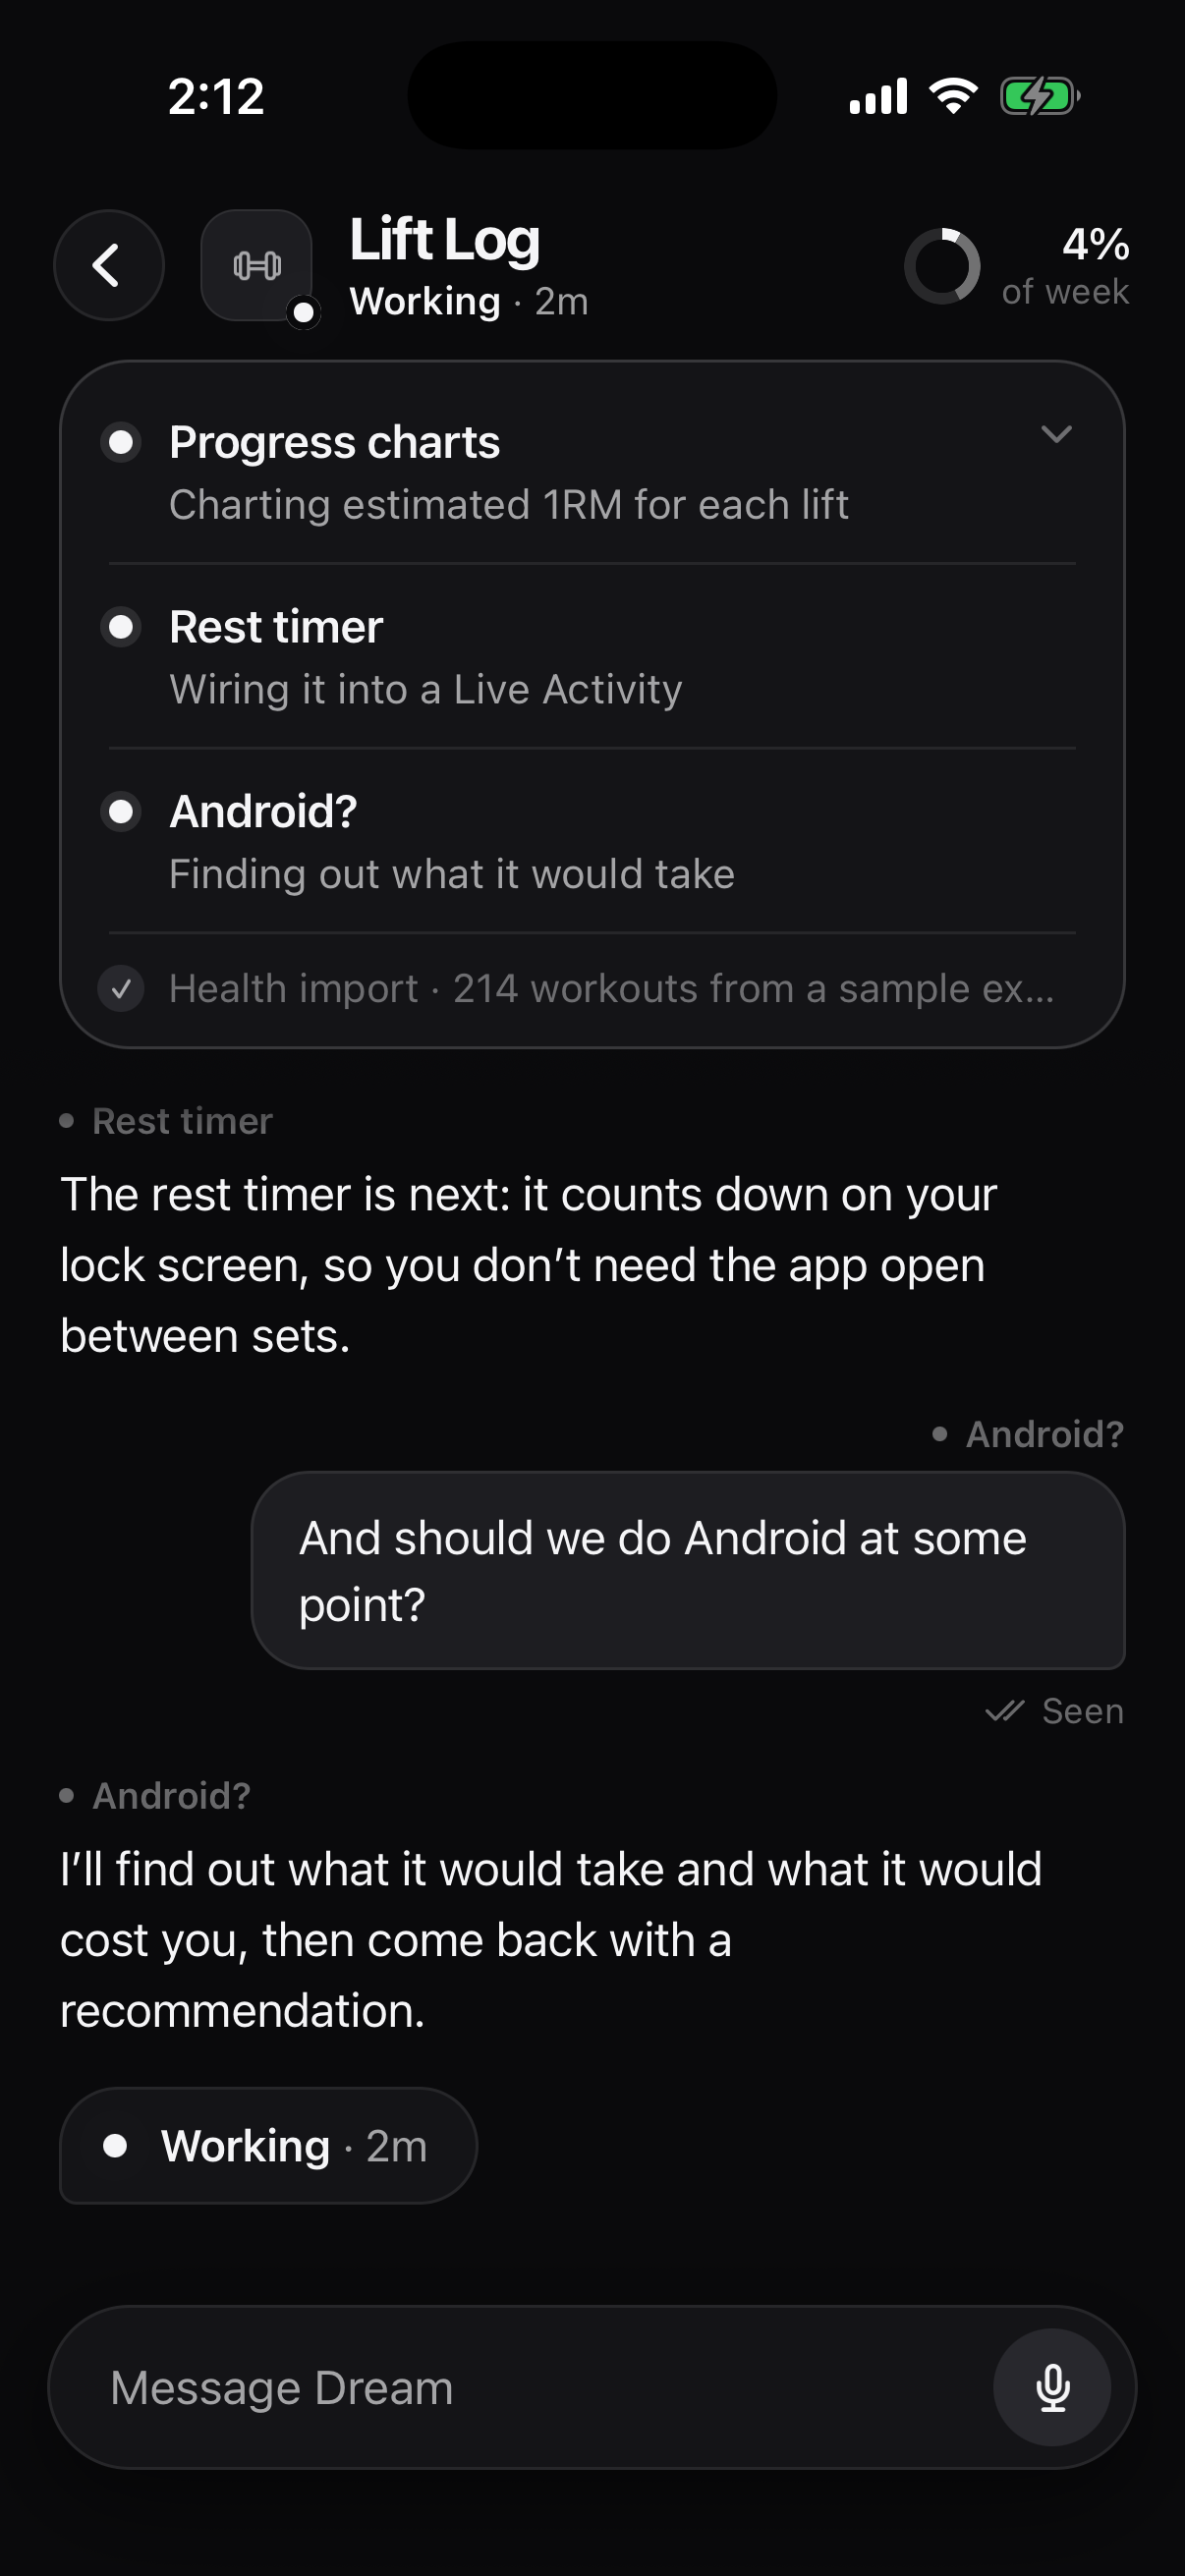 2:12
Lift Log
Working · 2m
4%
of week
Progress charts
Charting estimated 1RM for each lift
Rest timer
Wiring it into a Live Activity
Android?
Finding out what it would take
Health import · 214 workouts from a sample ex...
Rest timer
The rest timer is next: it counts down on your
lock screen, so you don’t need the app open
between sets.
Android?
And should we do Android at some
point?
Seen
Android?
I’ll find out what it would take and what it would
cost you, then come back with a
recommendation.
Working · 2m
Message Dream